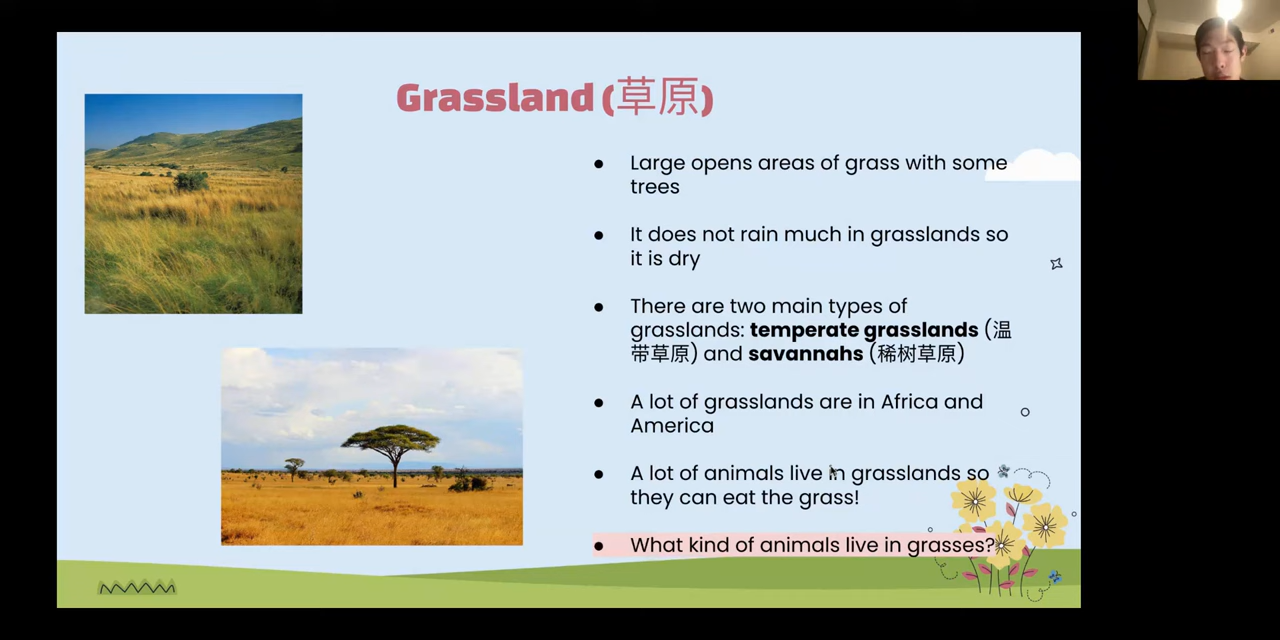 Grassland (草原)
● Large opens areas of grass with some
trees
● It does not rain much in grasslands so
it is dry
● There are two main types of
grasslands: temperate grasslands (温
带草原) and savannahs (稀树草原)
● A lot of grasslands are in Africa and
America
● A lot of animals live in grasslands so
they can eat the grass!
● What kind of animals live in grasses?